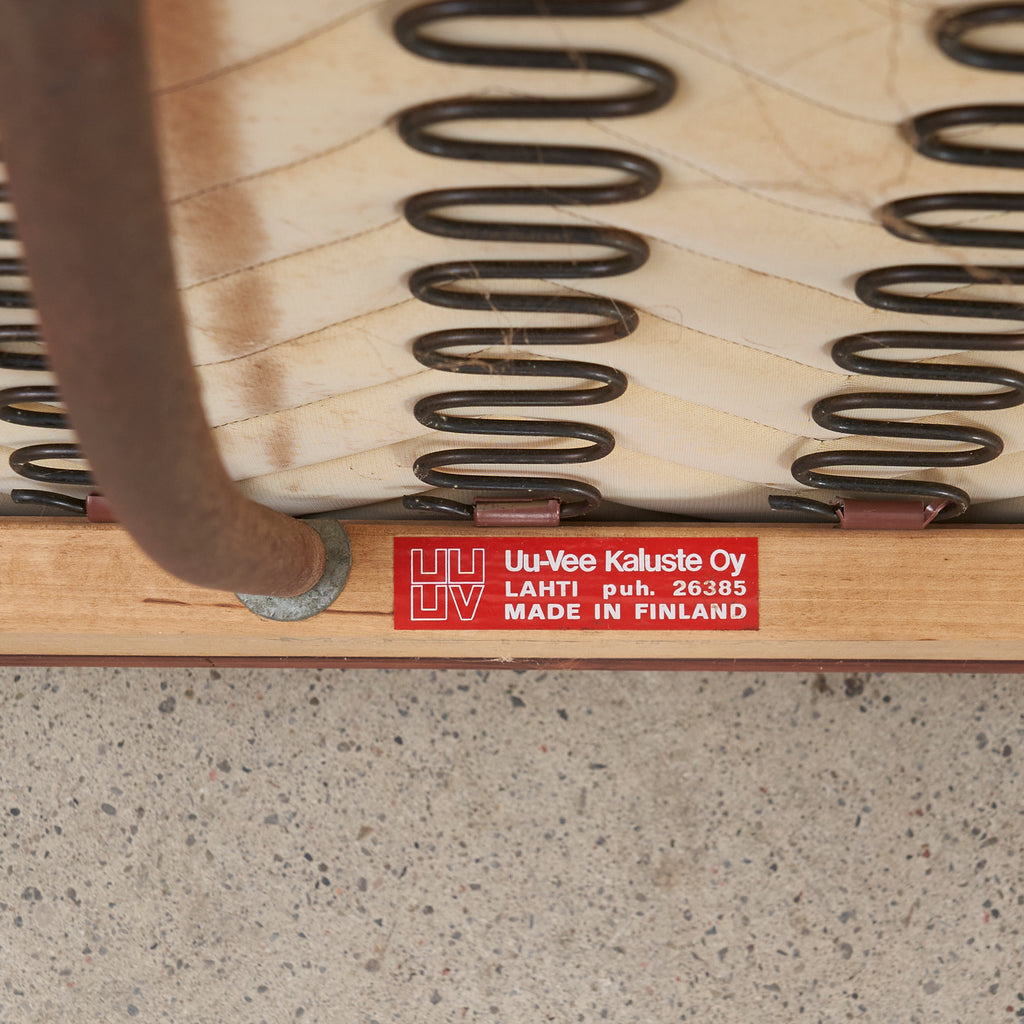 UU
UV
Uu-Vee Kaluste Oy
LAHTI puh. 26385
MADE IN FINLAND